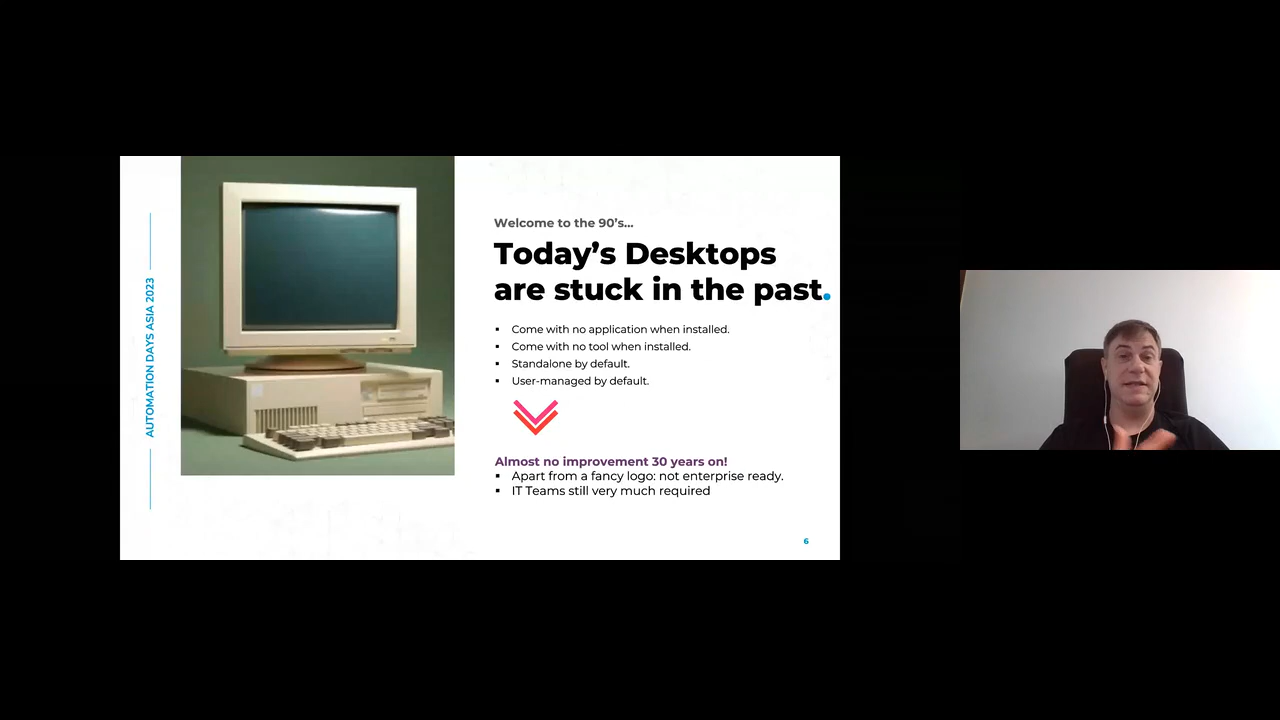 AUTOMATION DAYS ASIA 2023
Welcome to the 90's...
Today's Desktops
are stuck in the past.
▪ Come with no application when installed.
▪ Come with no tool when installed.
▪ Standalone by default.
▪ User-managed by default.
Almost no improvement 30 years on!
▪ Apart from a fancy logo: not enterprise ready.
▪ IT Teams still very much required
6